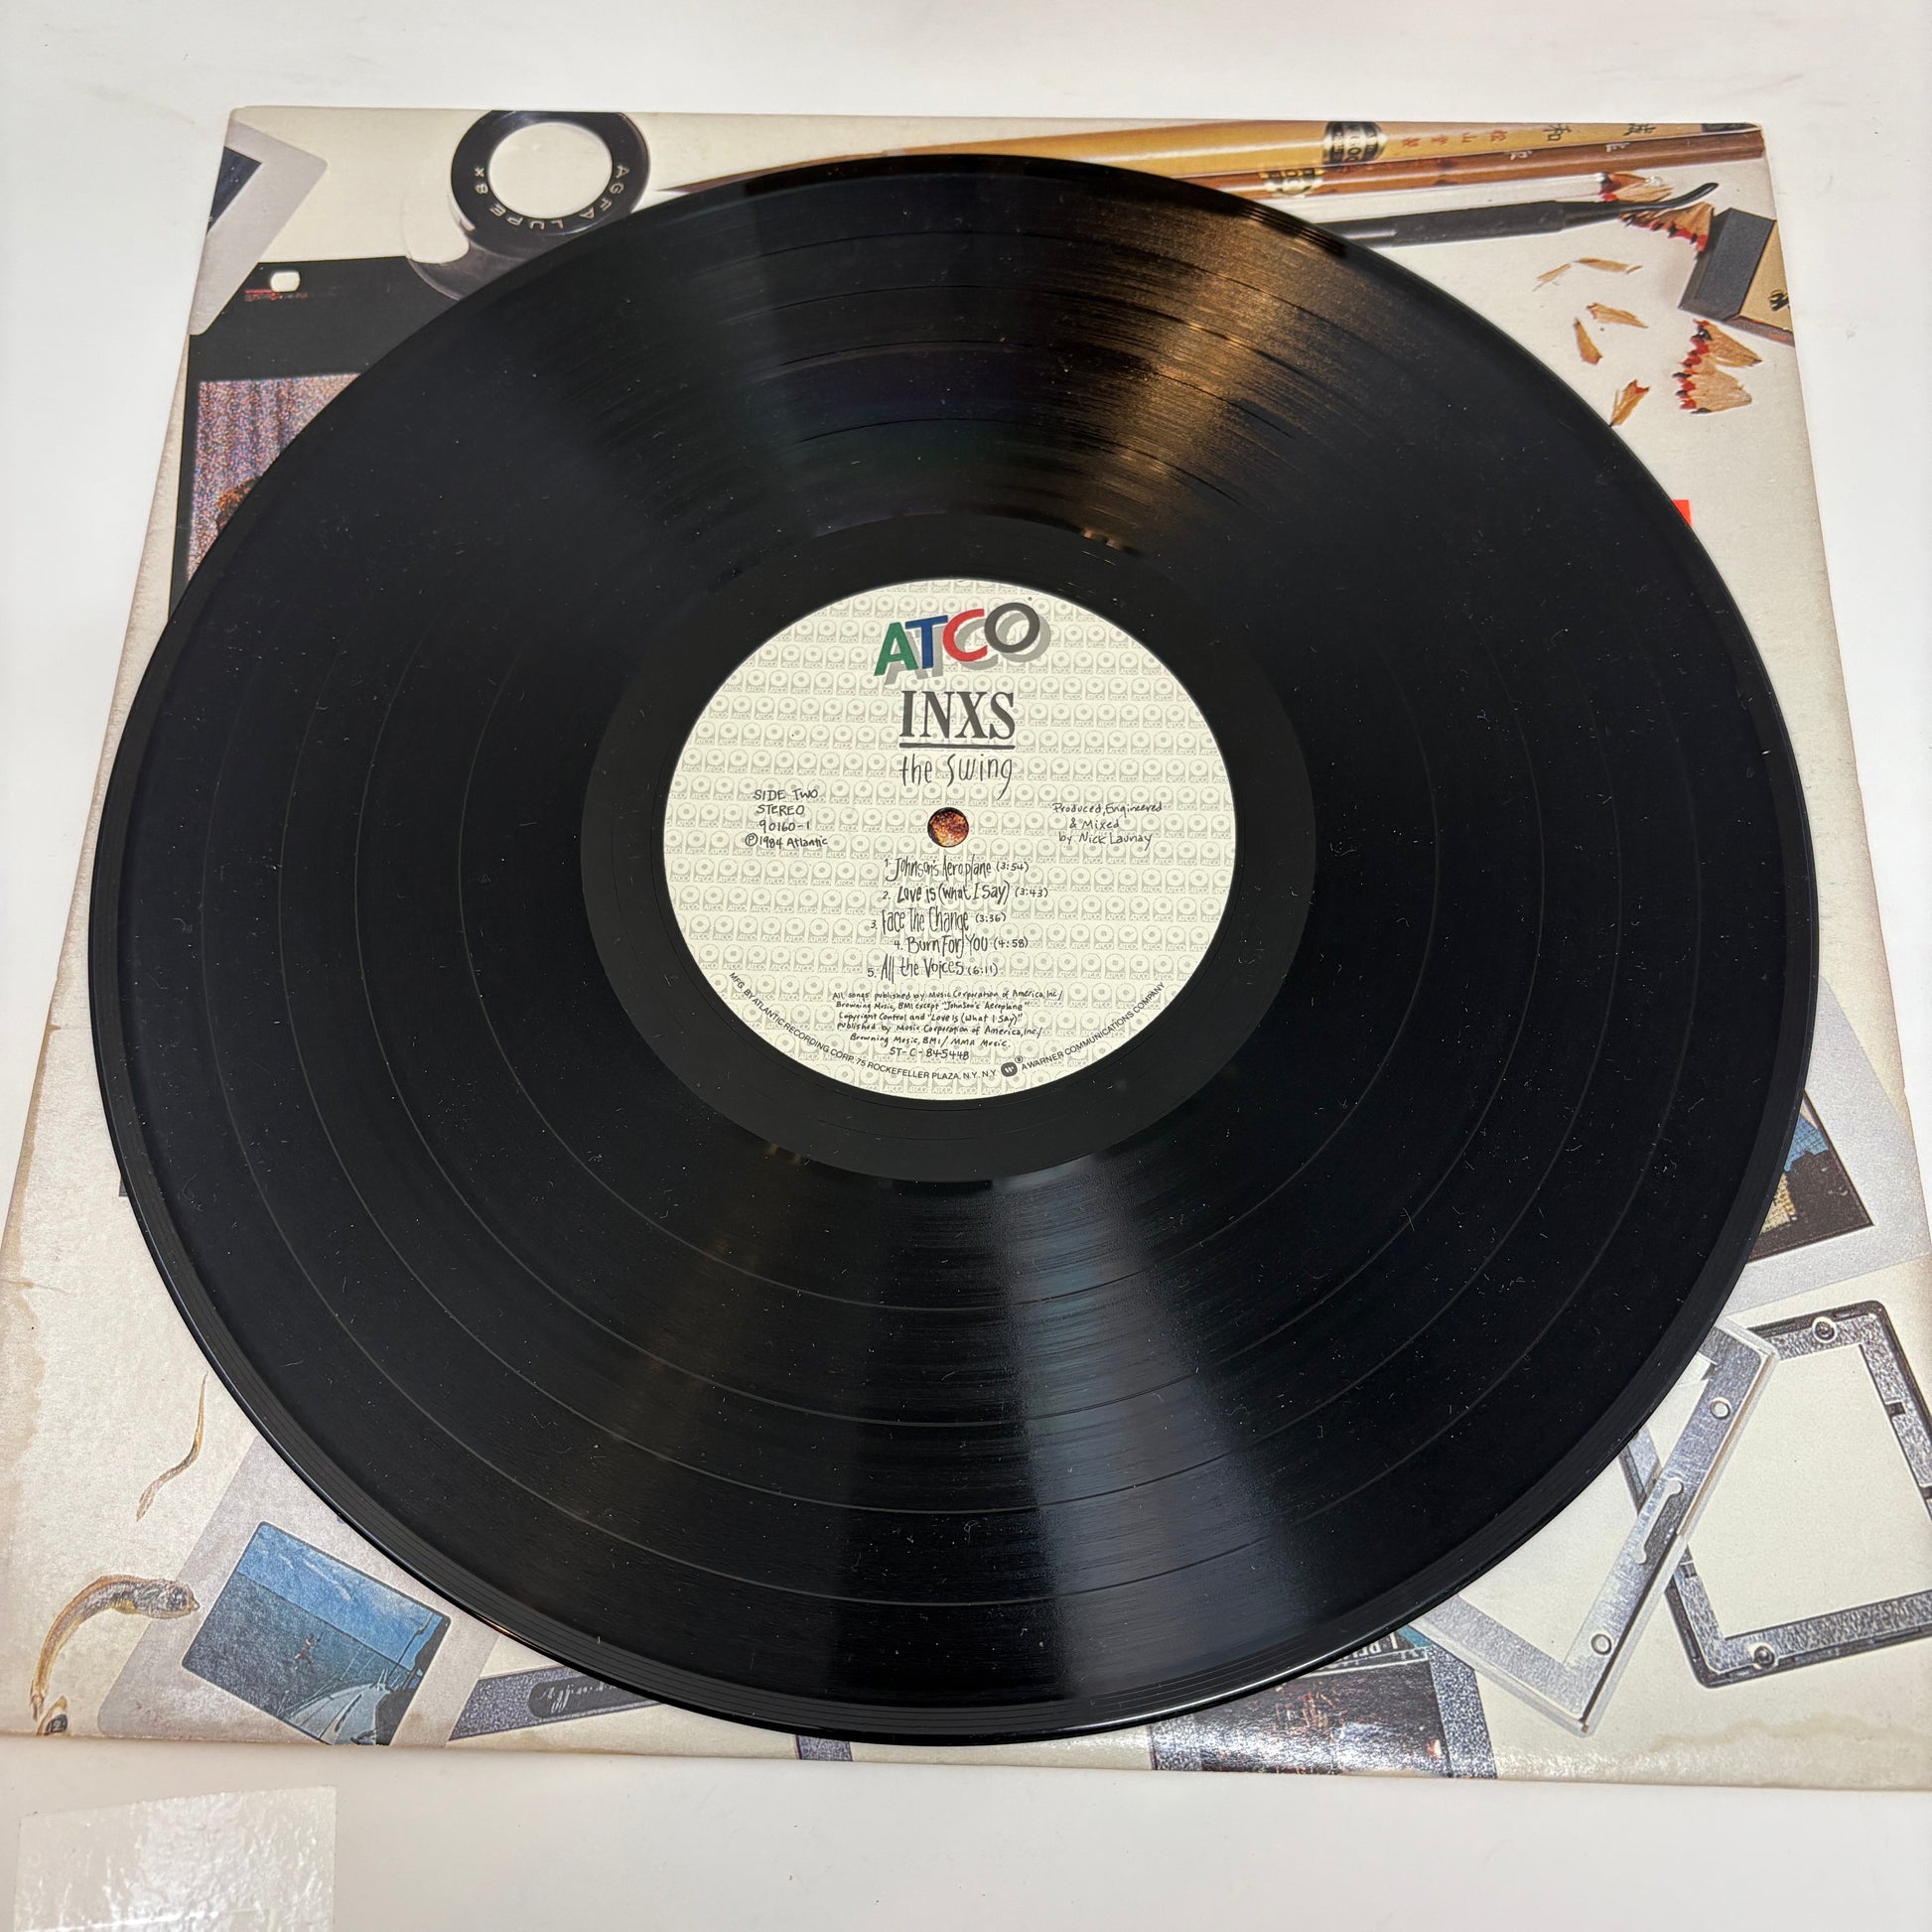 AGFA LUPE 8x
ATCO
INXS
the swing
SIDE TWO
STEREO
90160-1
Ⓟ1984 Atlantic
Produced, Engineered
& Mixed
by Nick Launay
1. Johnson's Aeroplane (3:54)
2. Love is (what I Say) (3:43)
3. Face The Change (3:36)
4. Burn For You (4:58)
5. All the Voices (6:11)
All songs published by Music Corporation of America, Inc/
Browning Music, BMI except "Johnson's Aeroplane"
Copyright Control and "Love Is (What I Say)"
published by Music Corporation of America, Inc/
Browning Music, BMI/ MMA Music.
ST-C-845448
MFG. BY ATLANTIC RECORDING CORP. 75 ROCKEFELLER PLAZA, N.Y. N.Y. ® A WARNER COMMUNICATIONS COMPANY